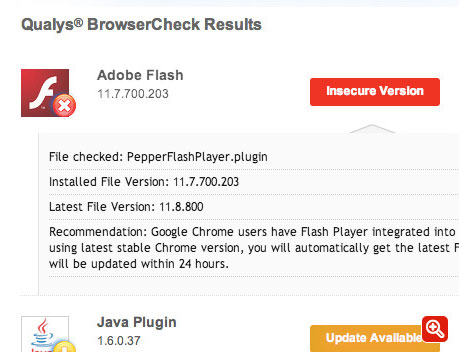 Qualys® BrowserCheck Results
Adobe Flash
11.7.700.203
Insecure Version
File checked: PepperFlashPlayer.plugin
Installed File Version: 11.7.700.203
Latest File Version: 11.8.800
Recommendation: Google Chrome users have Flash Player integrated into
using latest stable Chrome version, you will automatically get the latest F
will be updated within 24 hours.
Java Plugin
1.6.0.37
Update Available